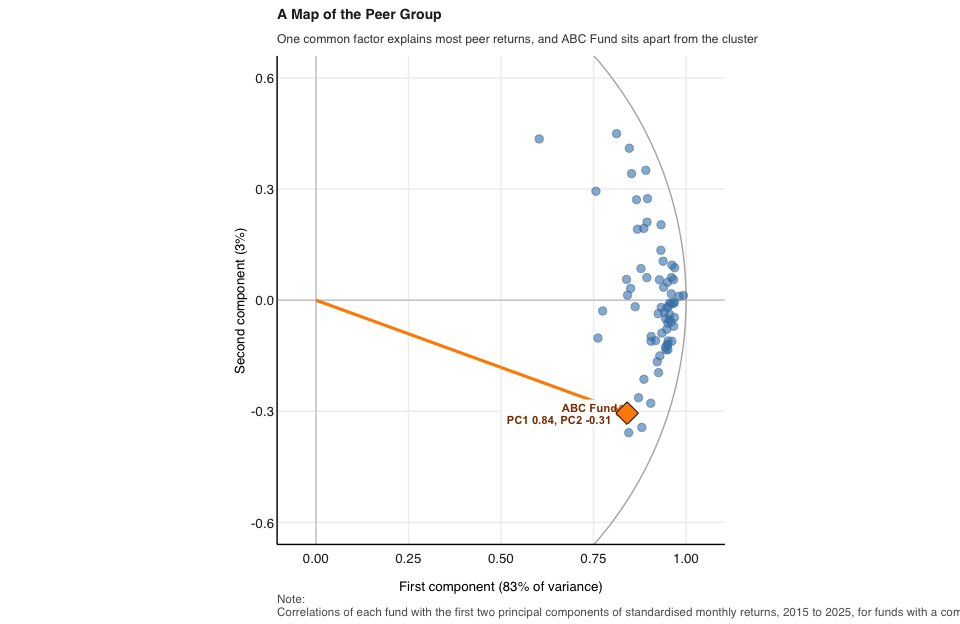 A Map of the Peer Group
One common factor explains most peer returns, and ABC Fund sits apart from the cluster
0.6
0.3
0.0
-0.3
-0.6
Second component (3%)
ABC Fund
PC1 0.84, PC2 -0.31
0.00 0.25 0.50 0.75 1.00
First component (83% of variance)
Note:
Correlations of each fund with the first two principal components of standardised monthly returns, 2015 to 2025, for funds with a com